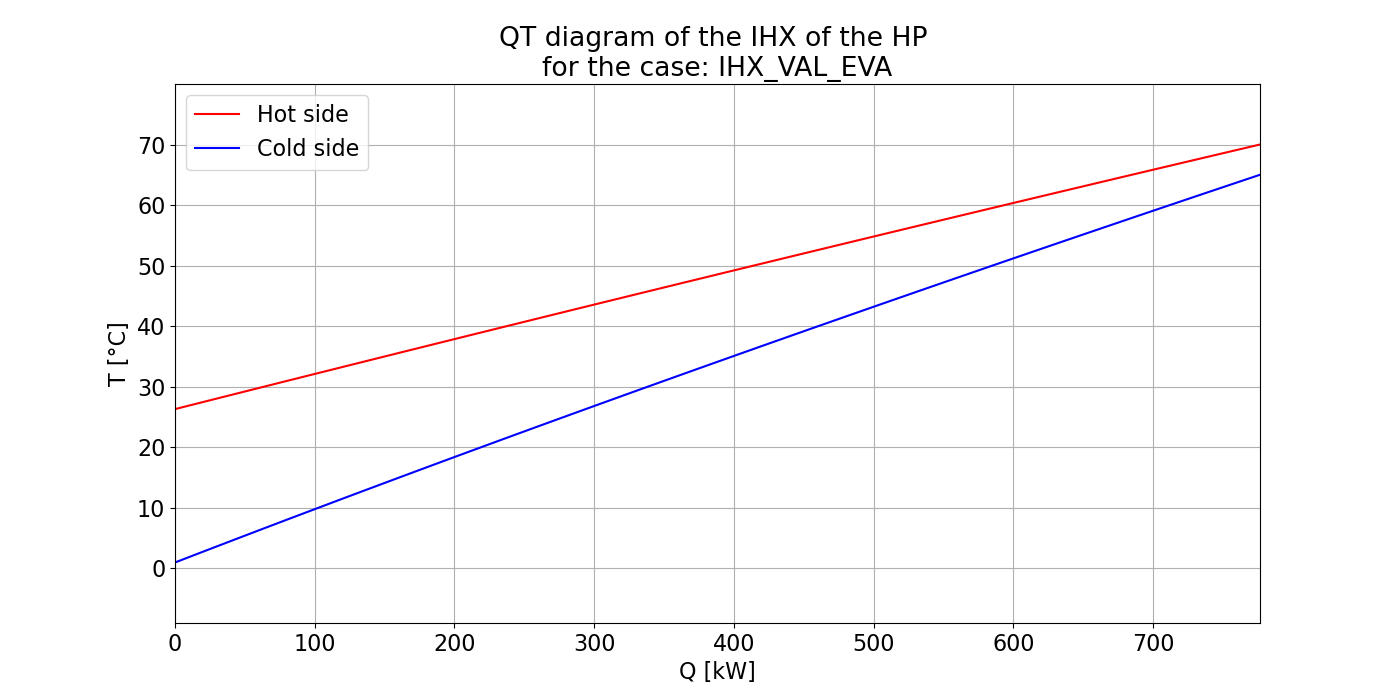 QT diagram of the IHX of the HP
for the case: IHX_VAL_EVA
Hot side
Cold side
T [°C]
70
60
50
40
30
20
10
0
0 100 200 300 400 500 600 700
Q [kW]